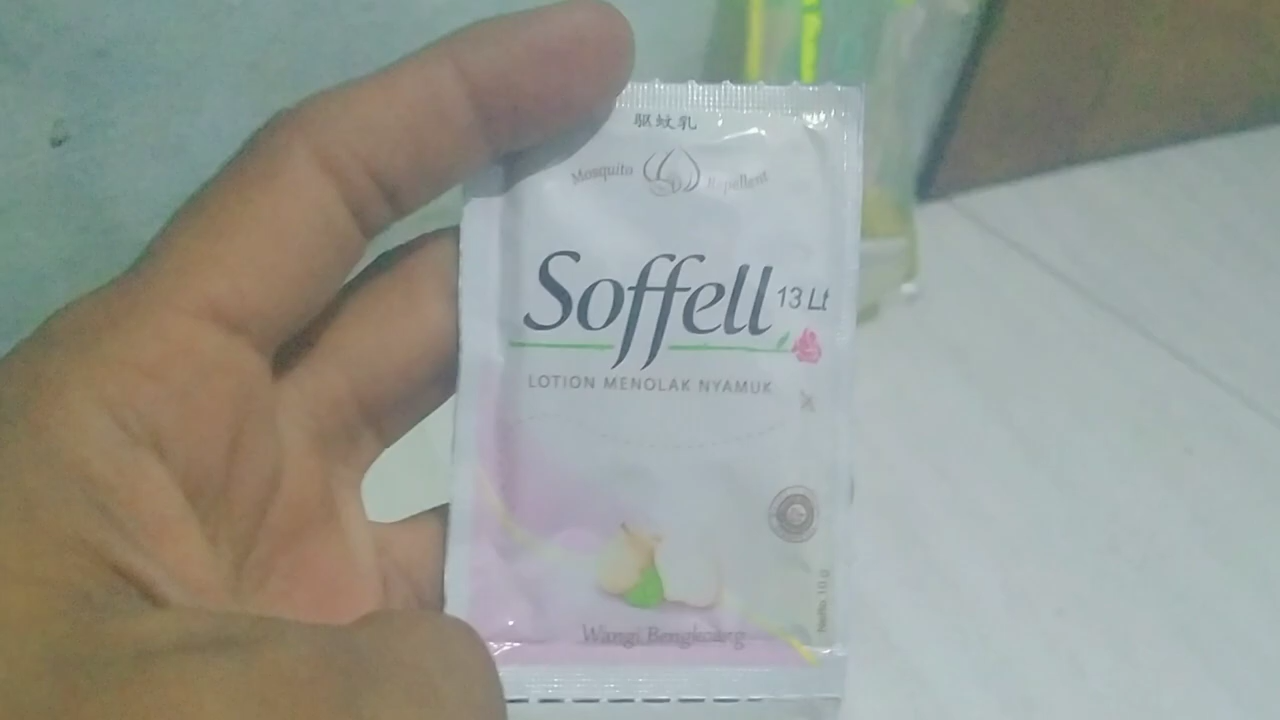 驱蚊乳
Mosquito Repellent
Soffell 13 Lt
LOTION MENOLAK NYAMUK
Wangi Bengkoang
Netto 10 g